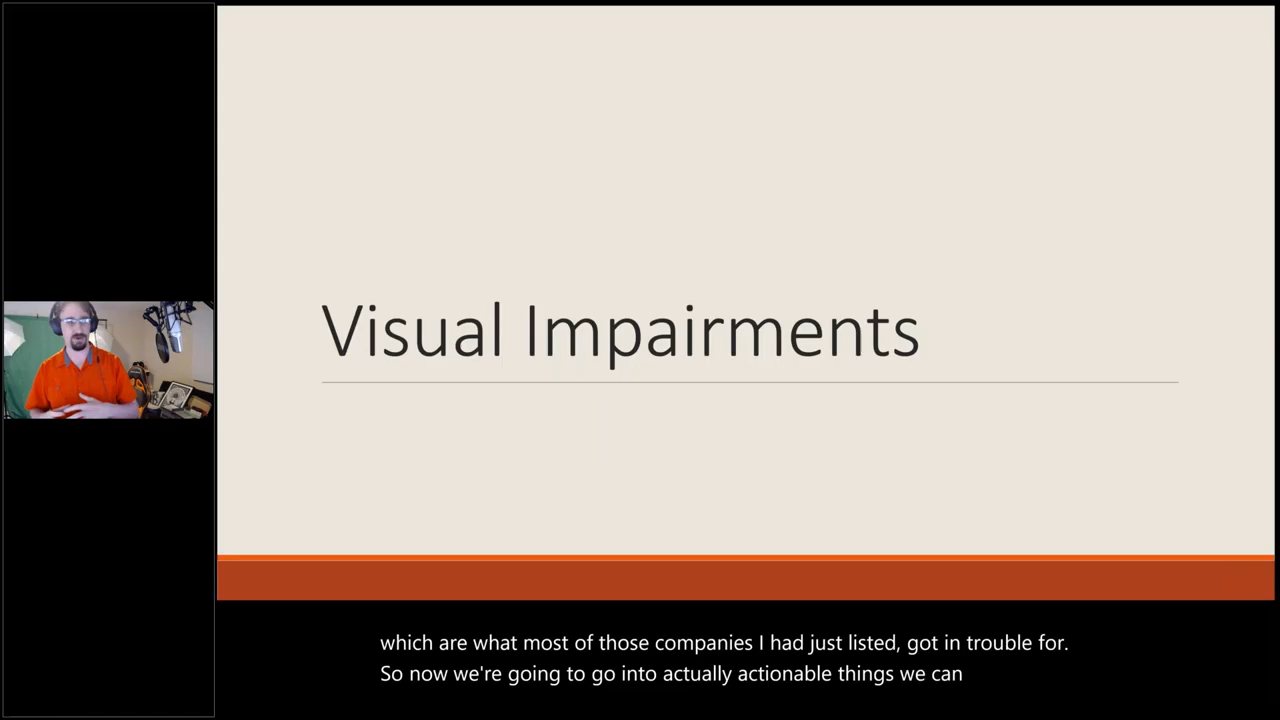 Visual Impairments
which are what most of those companies I had just listed, got in trouble for.
So now we're going to go into actually actionable things we can